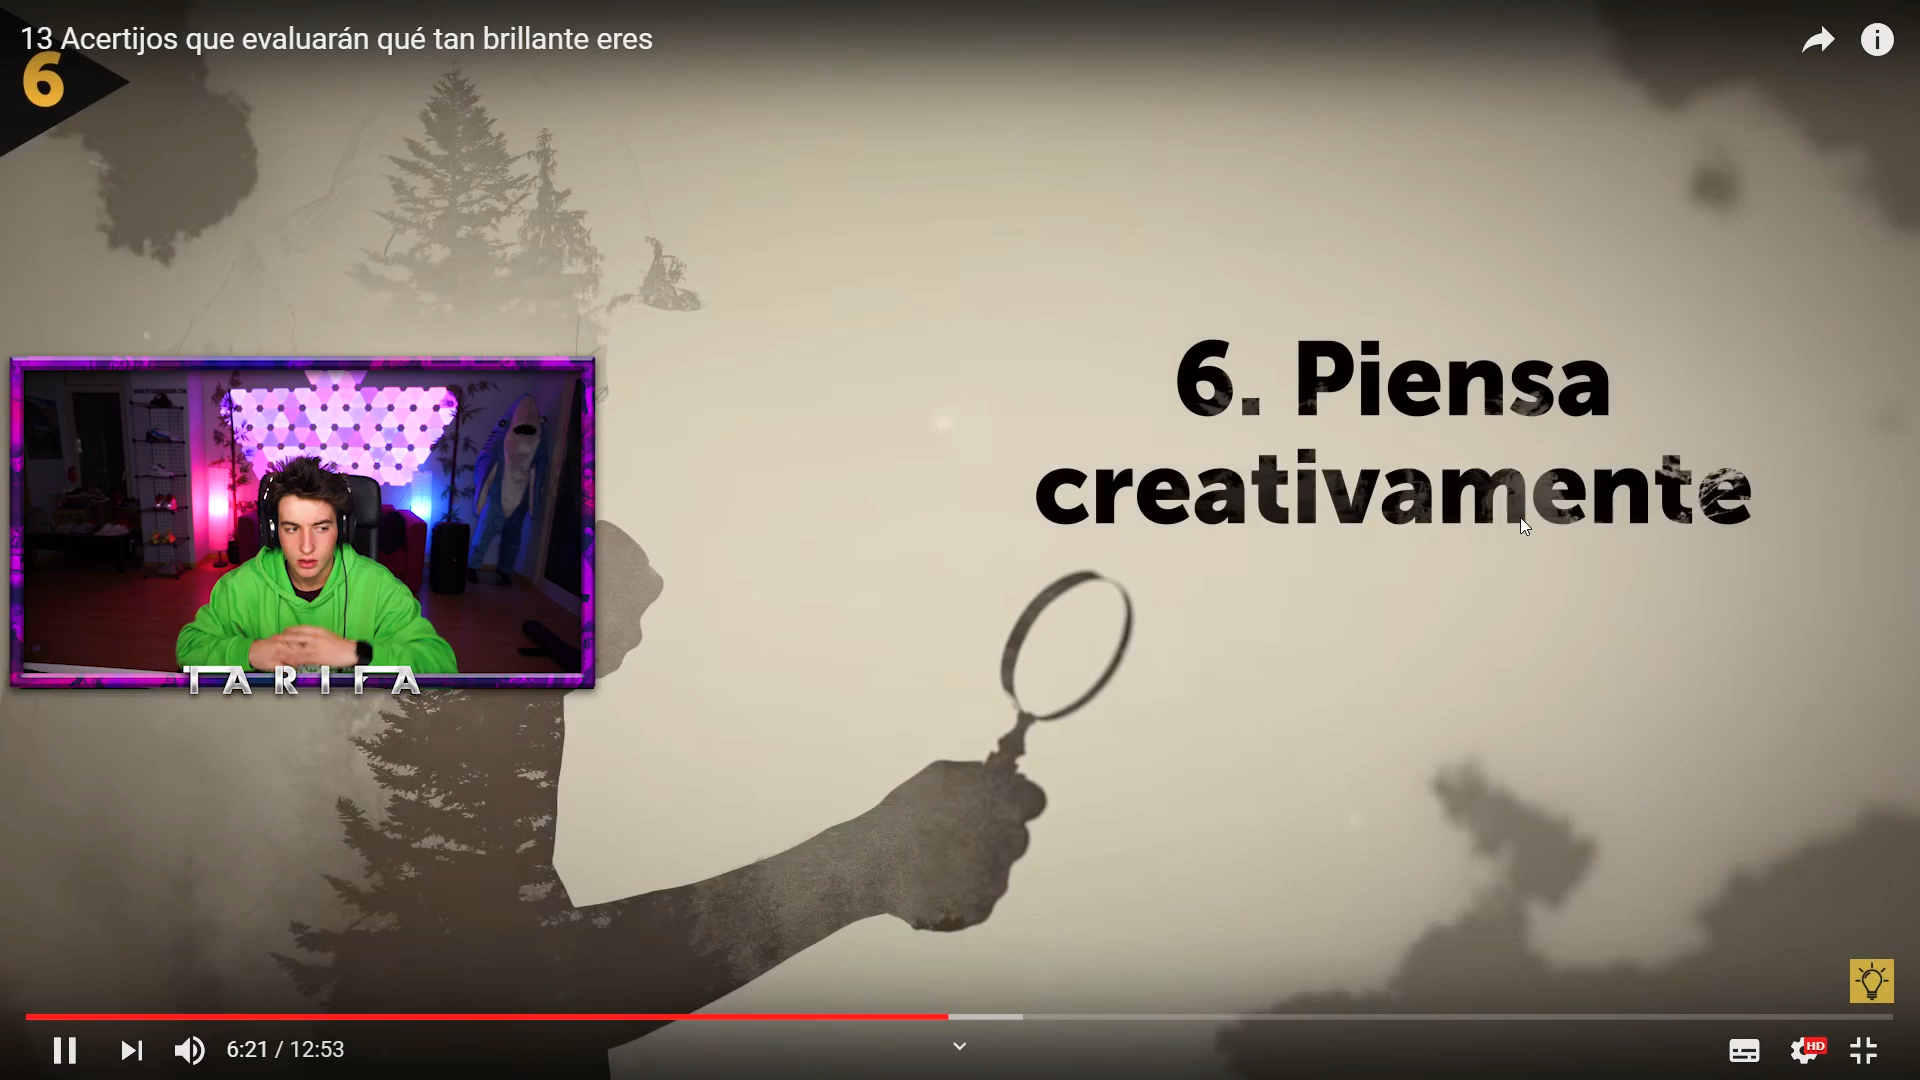 13 Acertijos que evaluarán qué tan brillante eres
6
6. Piensa
creativamente
TARIFA
6:21 / 12:53
HD